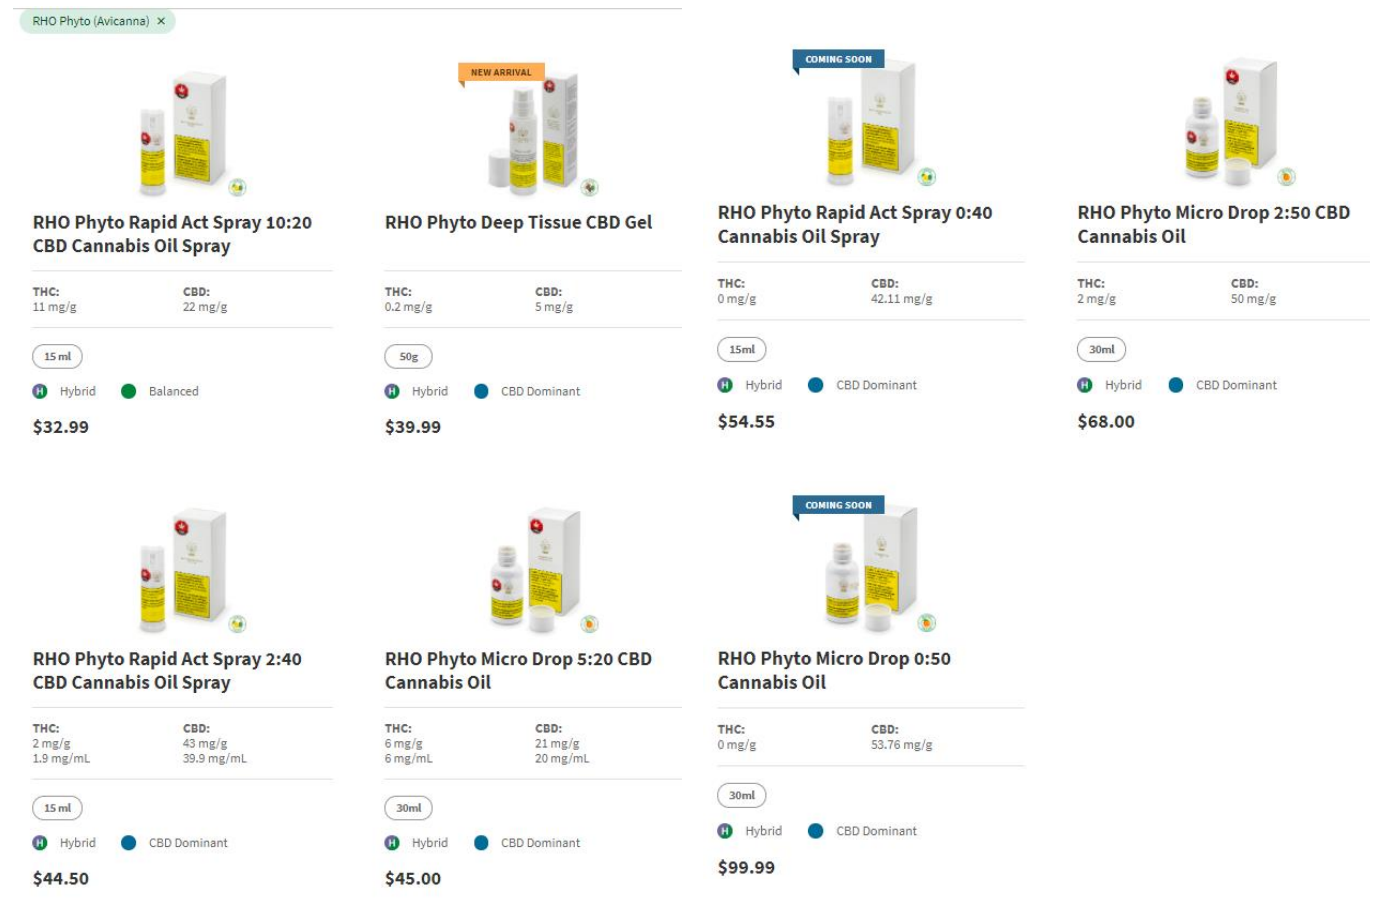 RHO Phyto (Avicanna) ×
NEW ARRIVAL
COMING SOON
RHO Phyto Rapid Act Spray 10:20
CBD Cannabis Oil Spray
THC:
CBD:
11 mg/g
22 mg/g
15 ml
H Hybrid
Balanced
$32.99
RHO Phyto Deep Tissue CBD Gel
THC:
CBD:
0.2 mg/g
5 mg/g
50g
H Hybrid
CBD Dominant
$39.99
RHO Phyto Rapid Act Spray 0:40
Cannabis Oil Spray
THC:
CBD:
0 mg/g
42.11 mg/g
15ml
H Hybrid
CBD Dominant
$54.55
RHO Phyto Micro Drop 2:50 CBD
Cannabis Oil
THC:
CBD:
2 mg/g
50 mg/g
30ml
H Hybrid
CBD Dominant
$68.00
COMING SOON
RHO Phyto Rapid Act Spray 2:40
CBD Cannabis Oil Spray
THC:
CBD:
2 mg/g
43 mg/g
1.9 mg/mL
39.9 mg/mL
15 ml
H Hybrid
CBD Dominant
$44.50
RHO Phyto Micro Drop 5:20 CBD
Cannabis Oil
THC:
CBD:
6 mg/g
21 mg/g
6 mg/mL
20 mg/mL
30ml
H Hybrid
CBD Dominant
$45.00
RHO Phyto Micro Drop 0:50
Cannabis Oil
THC:
CBD:
0 mg/g
53.76 mg/g
30ml
H Hybrid
CBD Dominant
$99.99